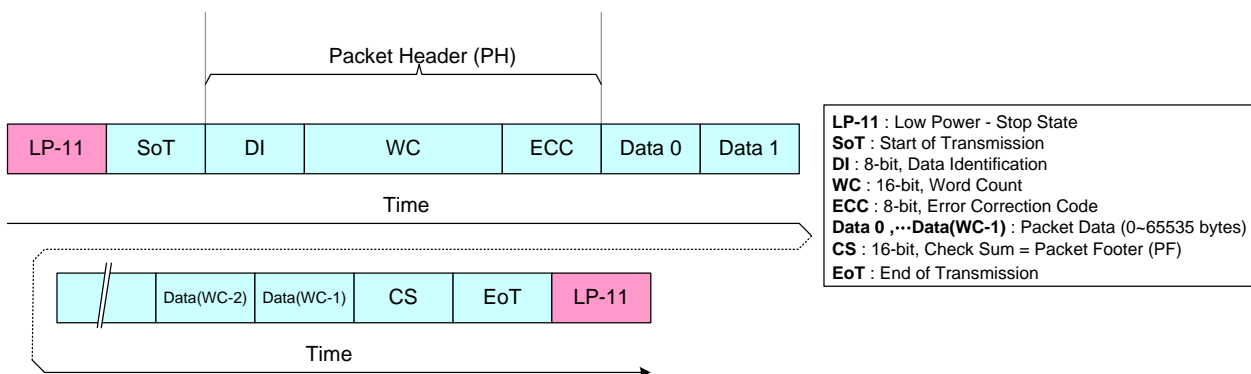 Packet Header (PH)
LP-11 SoT DI WC ECC Data 0 Data 1
Time
Data(WC-2) Data(WC-1) CS EoT LP-11
Time
LP-11 : Low Power - Stop State
SoT : Start of Transmission
DI : 8-bit, Data Identification
WC : 16-bit, Word Count
ECC : 8-bit, Error Correction Code
Data 0 ,⋯Data(WC-1) : Packet Data (0~65535 bytes)
CS : 16-bit, Check Sum = Packet Footer (PF)
EoT : End of Transmission